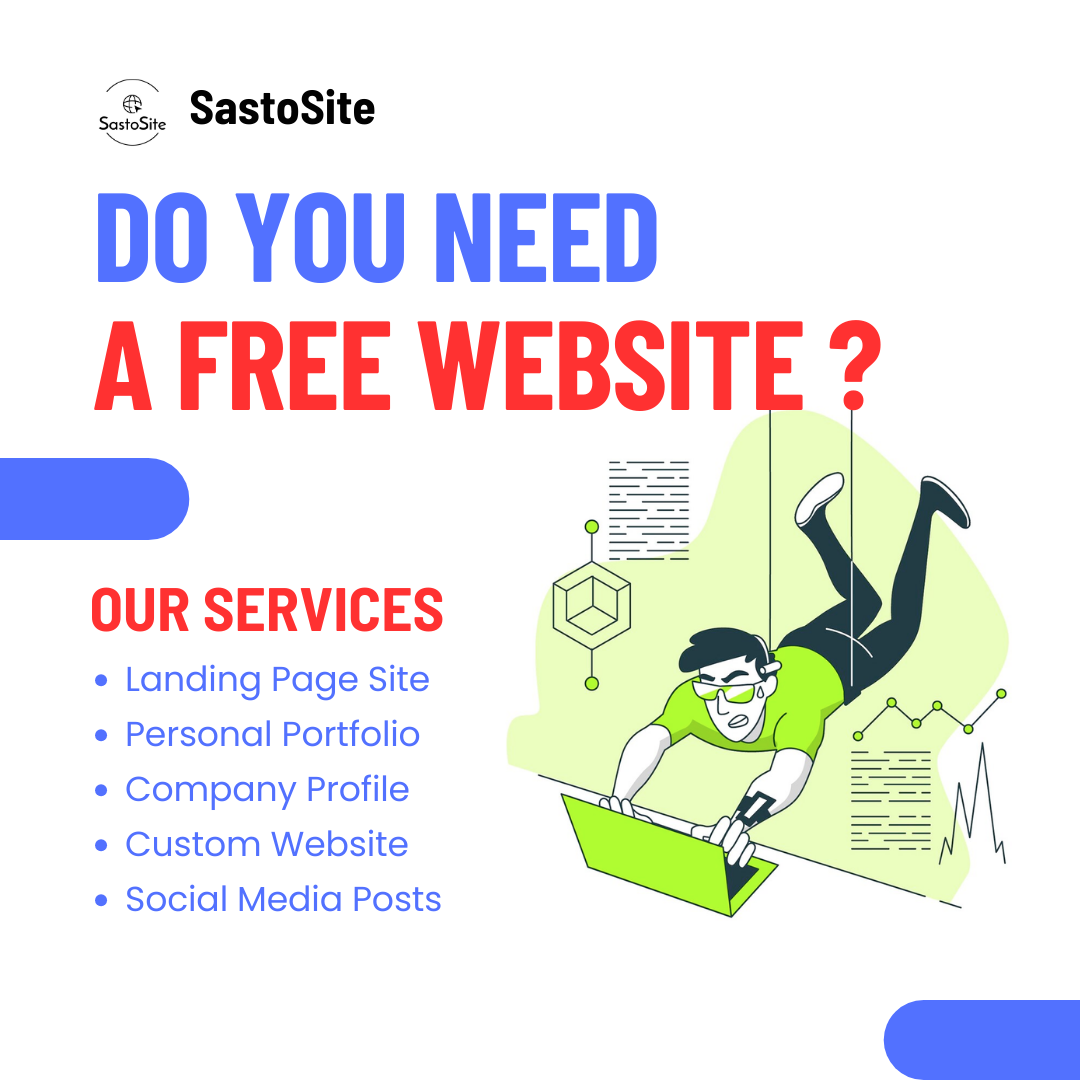 SastoSite
SastoSite
DO YOU NEED
A FREE WEBSITE ?
OUR SERVICES
• Landing Page Site
• Personal Portfolio
• Company Profile
• Custom Website
• Social Media Posts